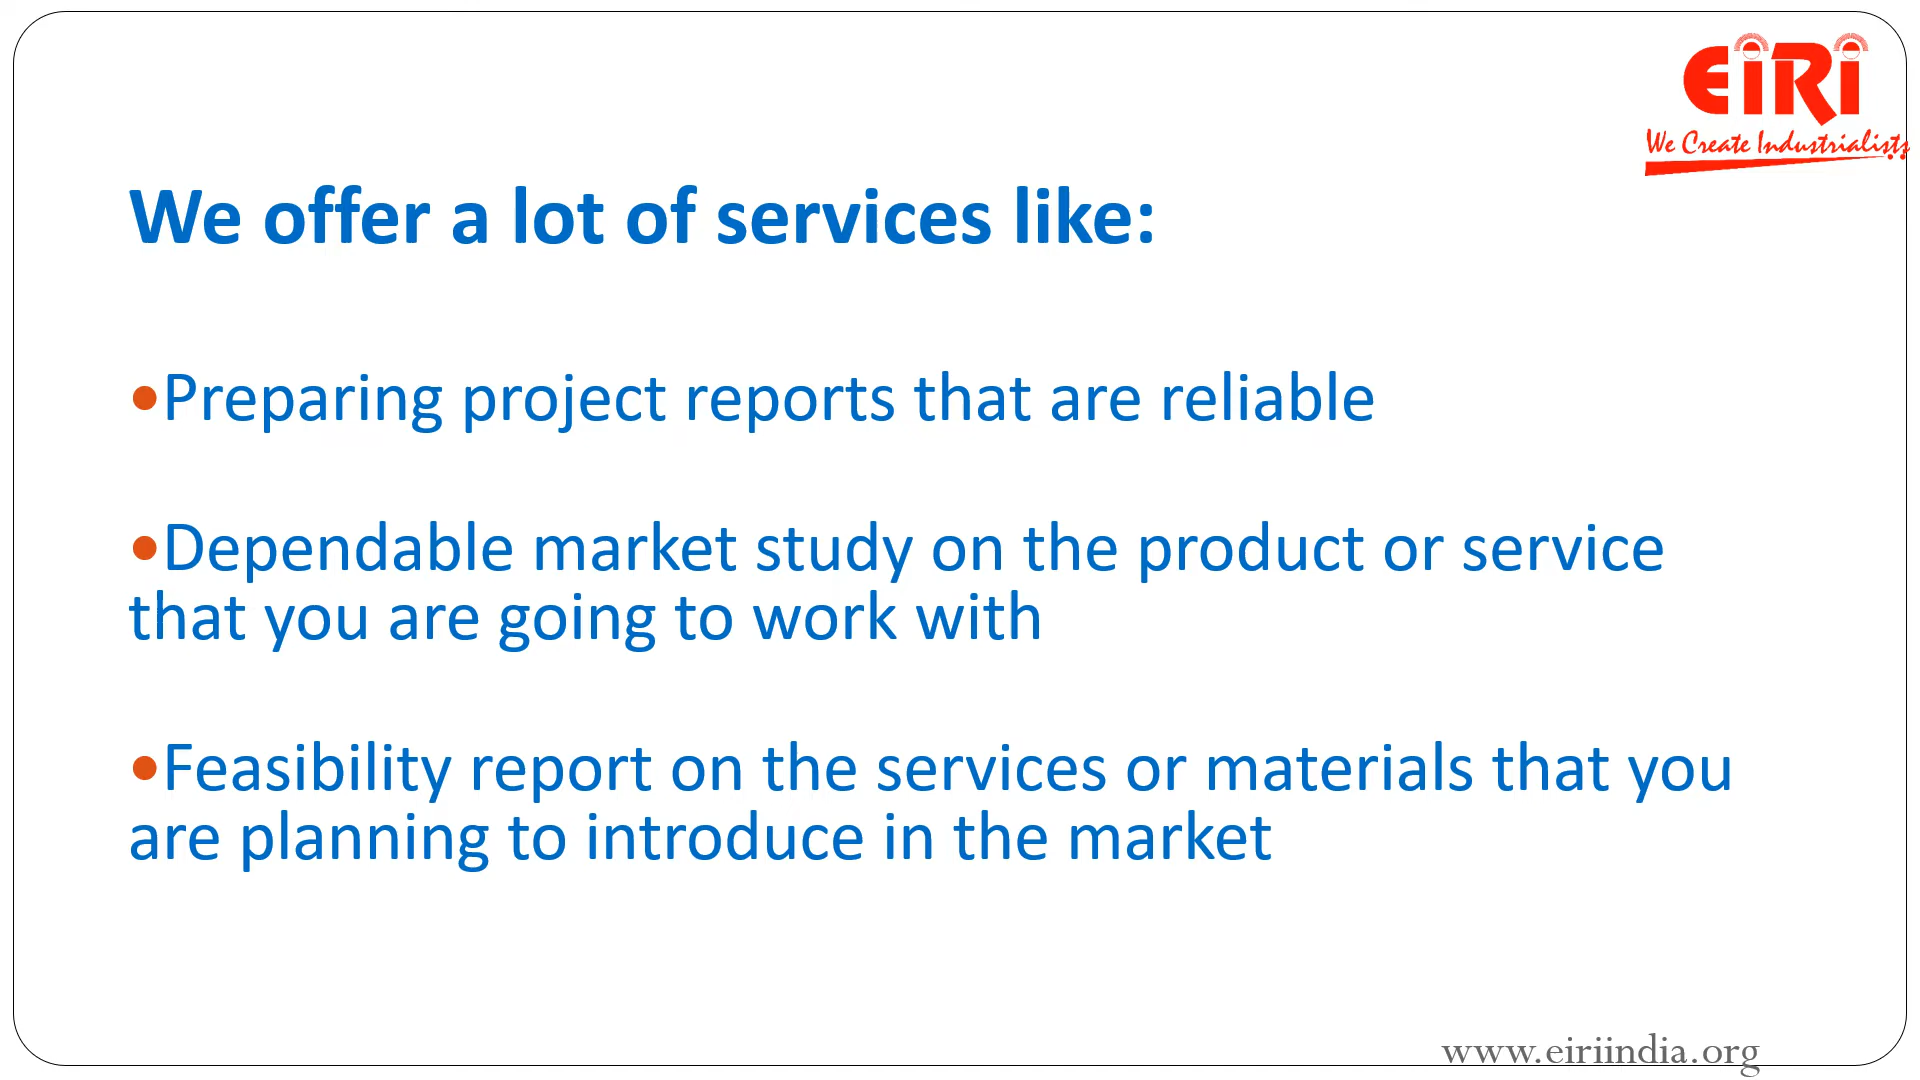 EiRi
We Create Industrialists
We offer a lot of services like:
•Preparing project reports that are reliable
•Dependable market study on the product or service
that you are going to work with
•Feasibility report on the services or materials that you
are planning to introduce in the market
www.eiriindia.org